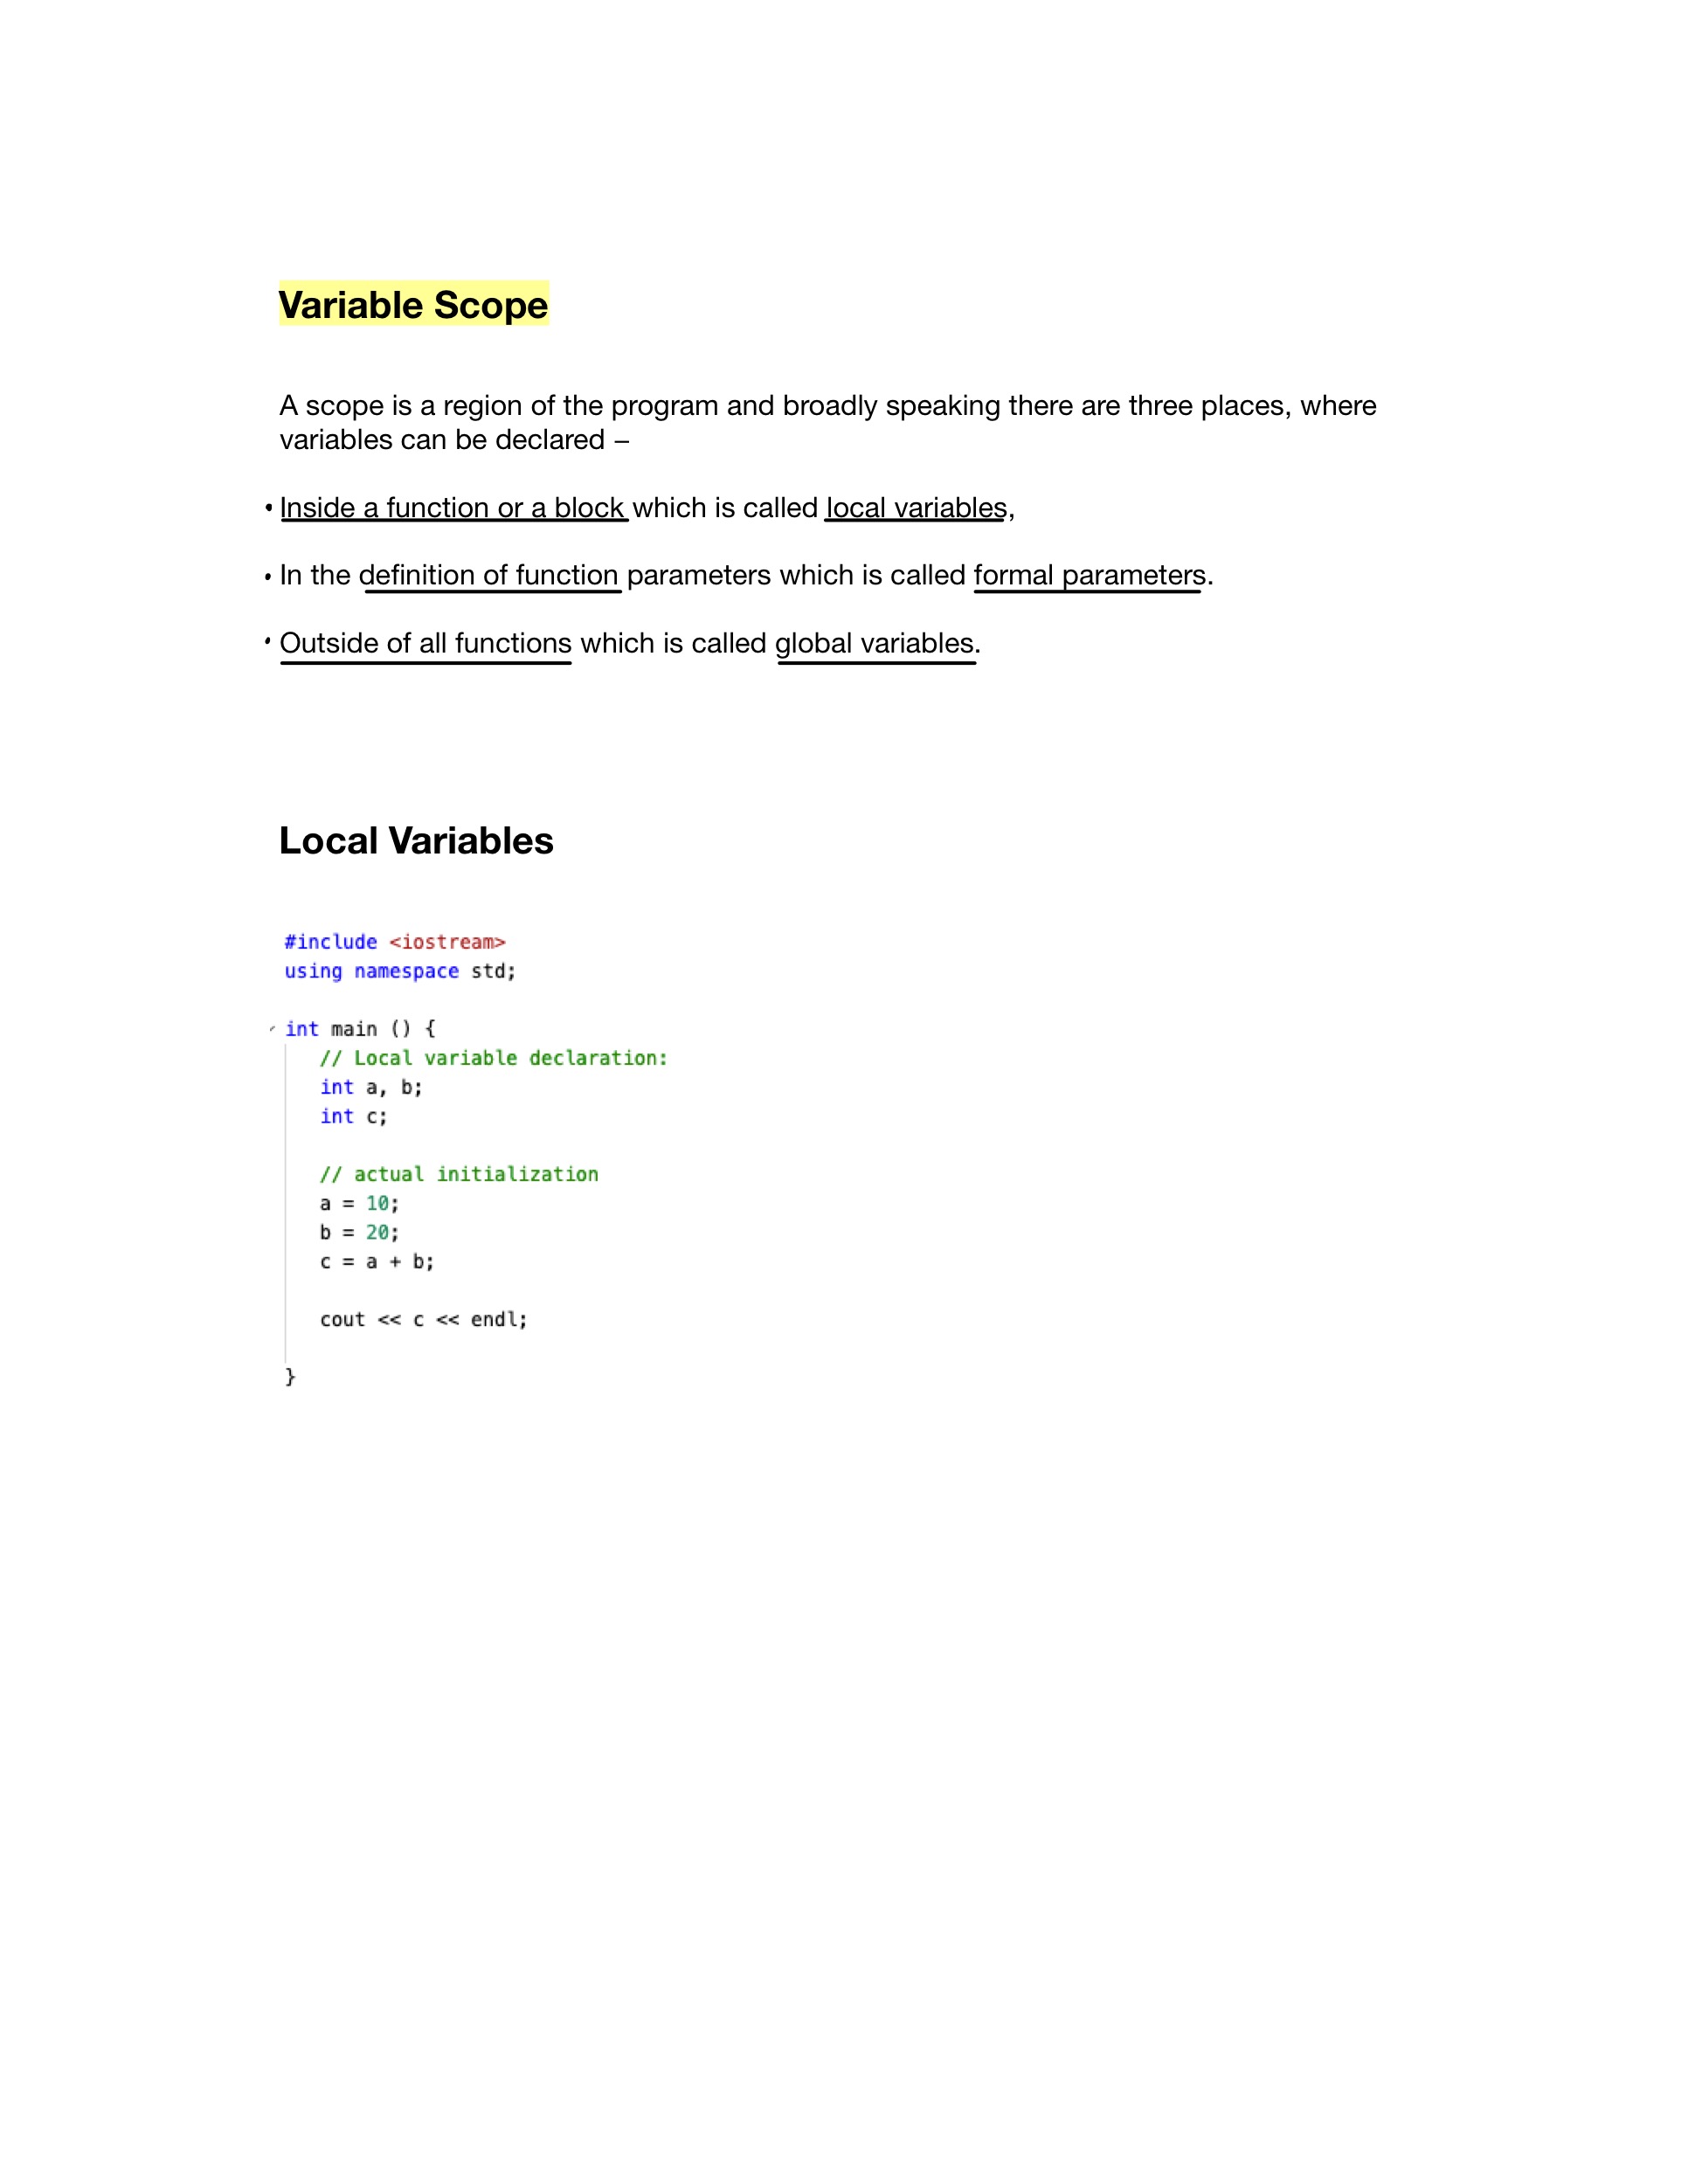 Variable Scope
A scope is a region of the program and broadly speaking there are three places, where
variables can be declared –
• Inside a function or a block which is called local variables,
• In the definition of function parameters which is called formal parameters.
• Outside of all functions which is called global variables.
Local Variables
#include <iostream>
using namespace std;
int main () {
   // Local variable declaration:
   int a, b;
   int c;
   // actual initialization
   a = 10;
   b = 20;
   c = a + b;
   cout << c << endl;
}